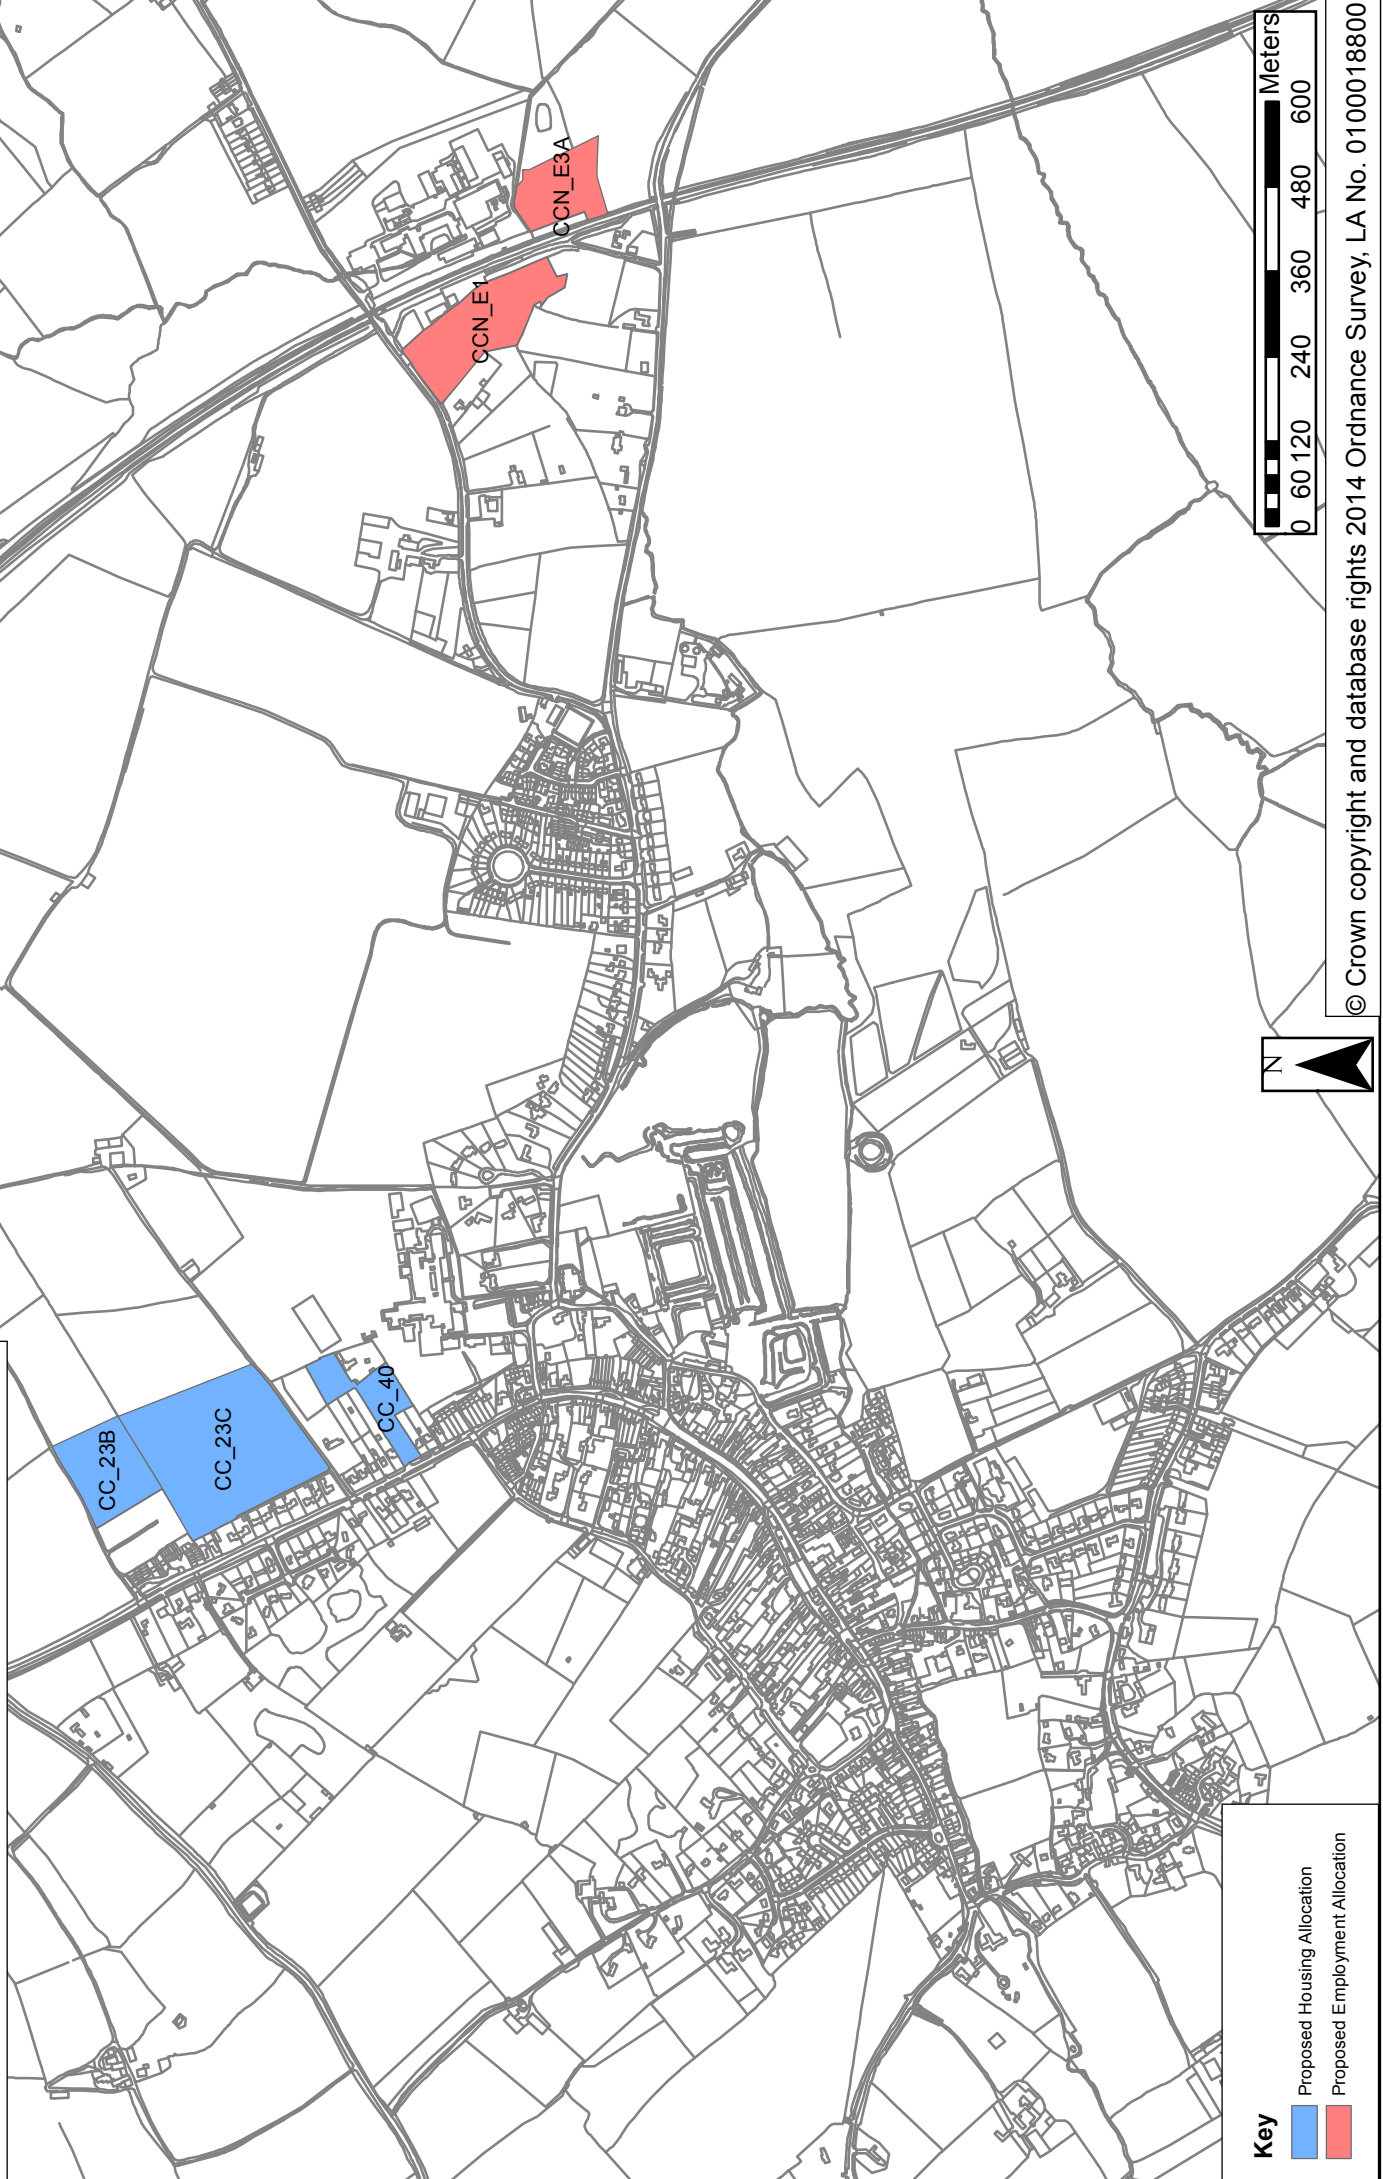 CC_23B
CC_23C
CC_40
CCN_E1
CCN_E3A
Key
Proposed Housing Allocation
Proposed Employment Allocation
N
0 60 120 240 360 480 600
Meters
© Crown copyright and database rights 2014 Ordnance Survey, LA No. 0100018800